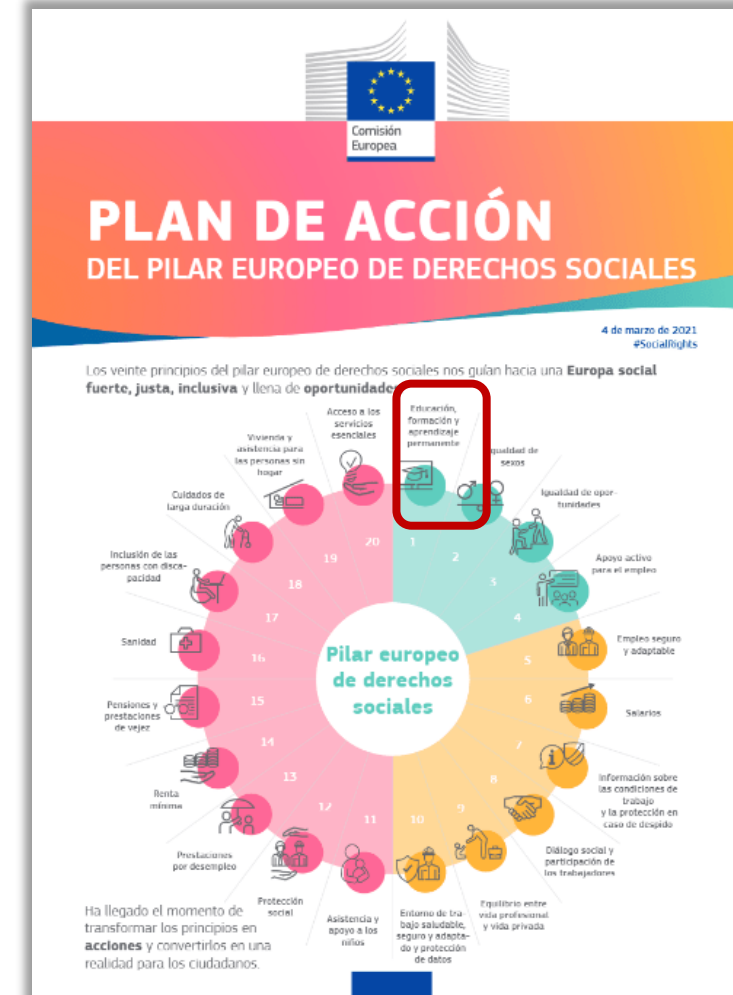 Comisión
Europea
PLAN DE ACCIÓN
DEL PILAR EUROPEO DE DERECHOS SOCIALES
4 de marzo de 2021
#SocialRights
Los veinte principios del pilar europeo de derechos sociales nos guían hacia una Europa social
fuerte, justa, inclusiva y llena de oportunidades
Educación,
formación y
aprendizaje
permanente
igualdad de
sexos
Igualdad de opor-
tunidades
Apoyo activo
para el empleo
Empleo seguro
y adaptable
Salarios
Información sobre
las condiciones de
trabajo
y la protección en
caso de despido
Diálogo social y
participación de
los trabajadores
Equilibrio entre
vida profesional
y vida privada
Entorno de tra-
bajo saludable,
seguro y adapta-
do y protección
de datos
Asistencia y
apoyo a los
niños
Protección
social
Prestaciones
por desempleo
Renta
mínima
Pensiones y
prestaciones
de vejez
Sanidad
Inclusión de las
personas con disca-
pacidad
Cuidados de
larga duración
Vivienda y
asistencia para
las personas sin
hogar
Acceso a los
servicios
esenciales
1
2
3
4
5
6
7
8
9
10
11
12
13
14
15
16
17
18
19
20
Pilar europeo
de derechos
sociales
Ha llegado el momento de
transformar los principios en
acciones y convertirlos en una
realidad para los ciudadanos.